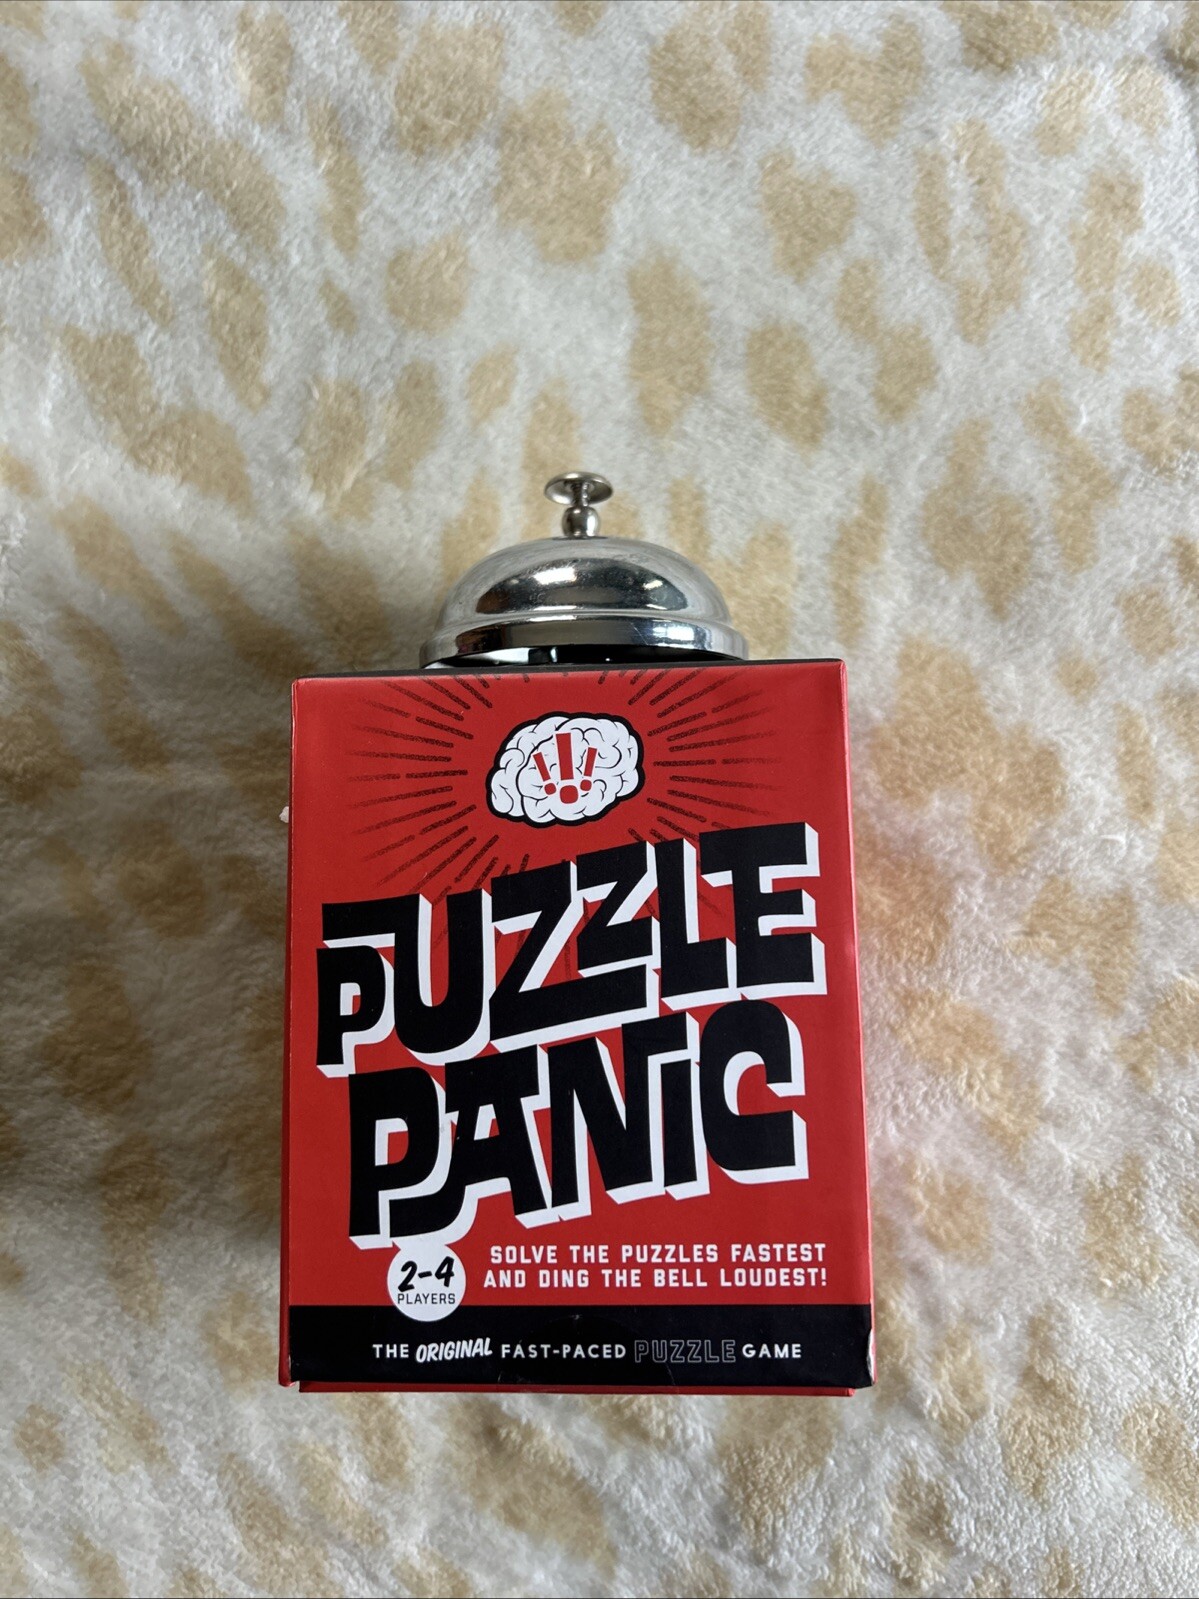 PUZZLE
PANIC
2-4
PLAYERS
SOLVE THE PUZZLES FASTEST
AND DING THE BELL LOUDEST!
THE ORIGINAL FAST-PACED PUZZLE GAME